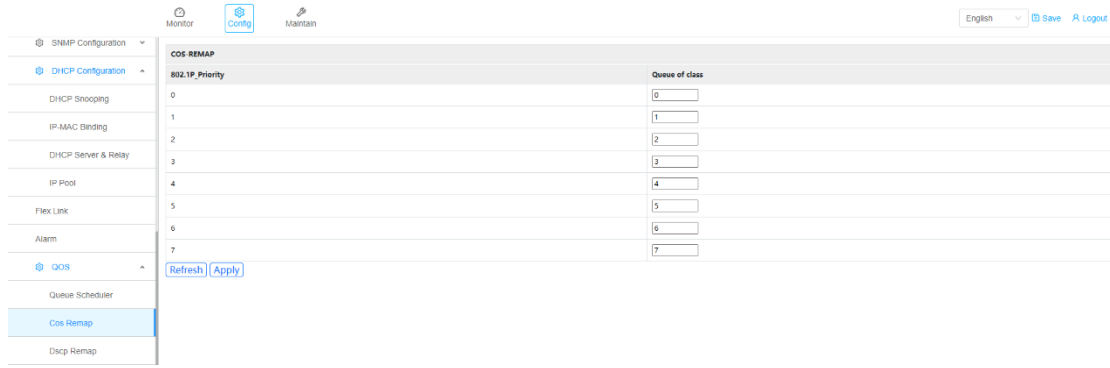 Monitor
Config
Maintain
English
Save
Logout
SNMP Configuration
DHCP Configuration
DHCP Snooping
IP-MAC Binding
DHCP Server & Relay
IP Pool
Flex Link
Alarm
QOS
Queue Scheduler
Cos Remap
Dscp Remap
COS-REMAP
802.1P_Priority Queue of class
0 0
1 1
2 2
3 3
4 4
5 5
6 6
7 7
Refresh Apply